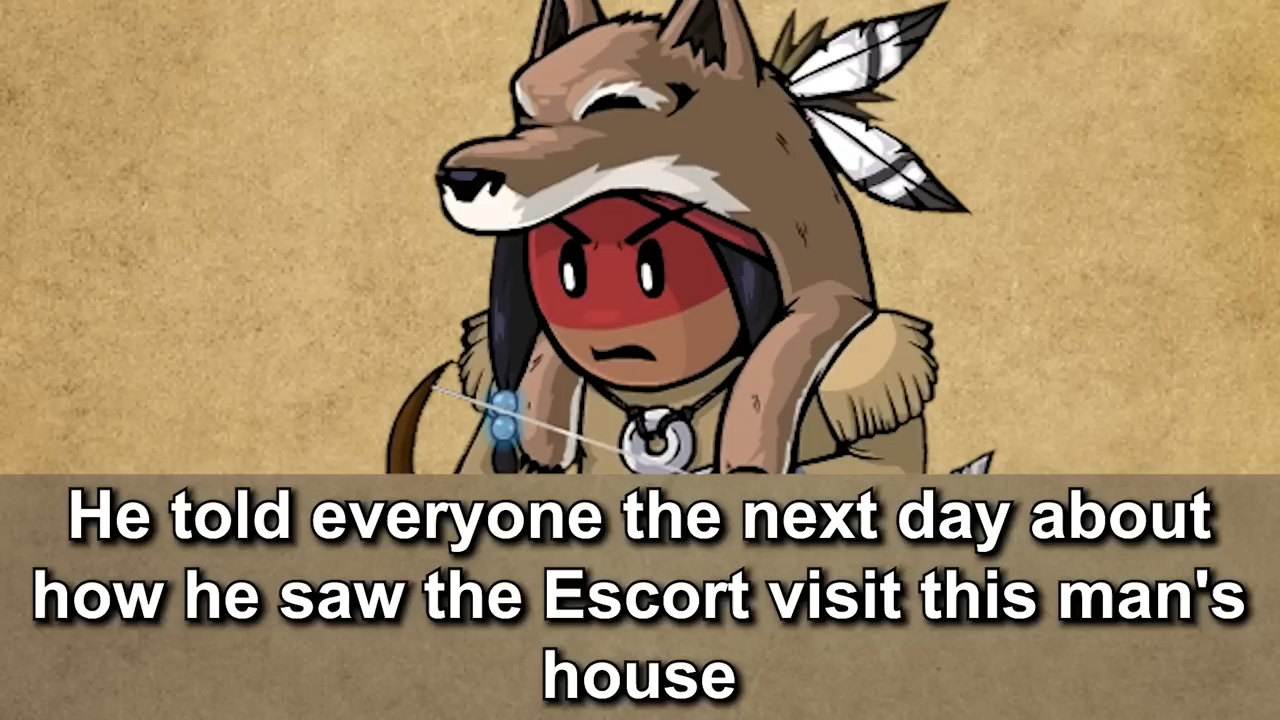 He told everyone the next day about
how he saw the Escort visit this man's
house